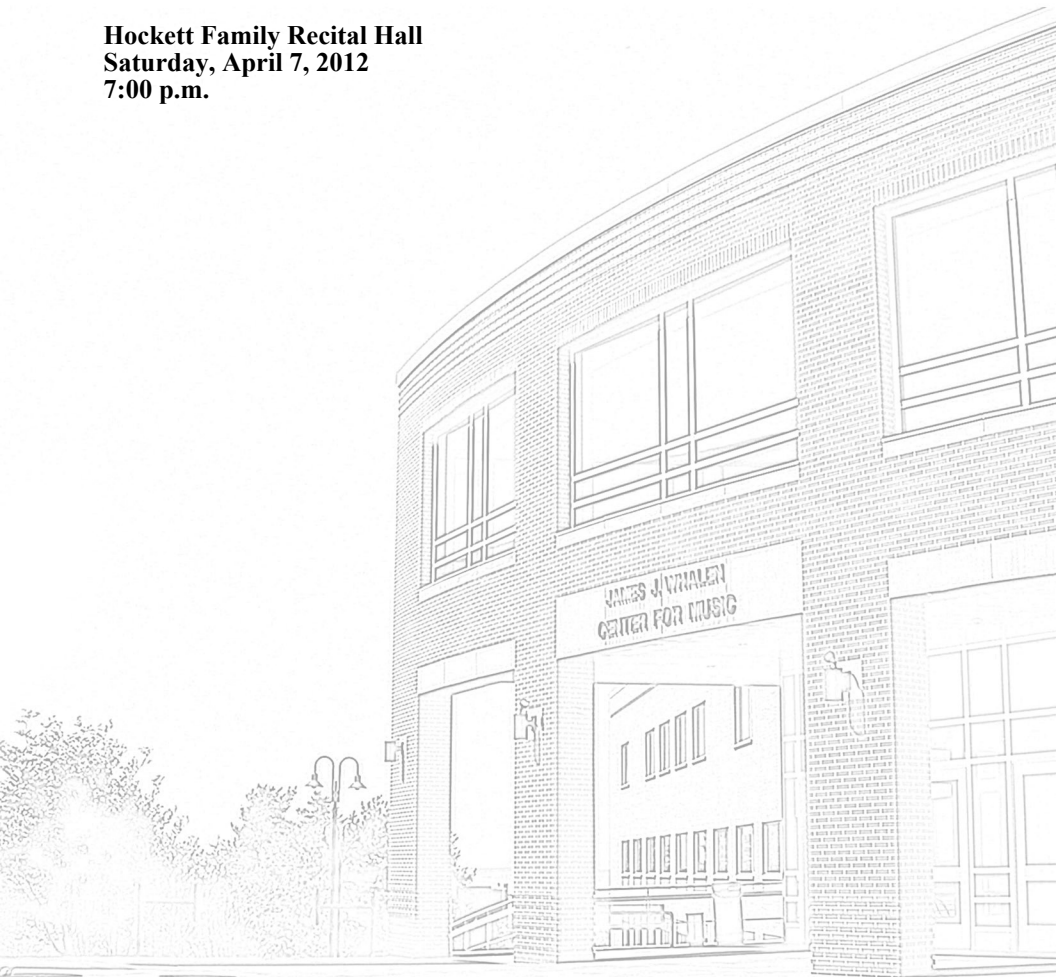 Hockett Family Recital Hall
Saturday, April 7, 2012
7:00 p.m.
JAMES J. WHALEN
CENTER FOR MUSIC